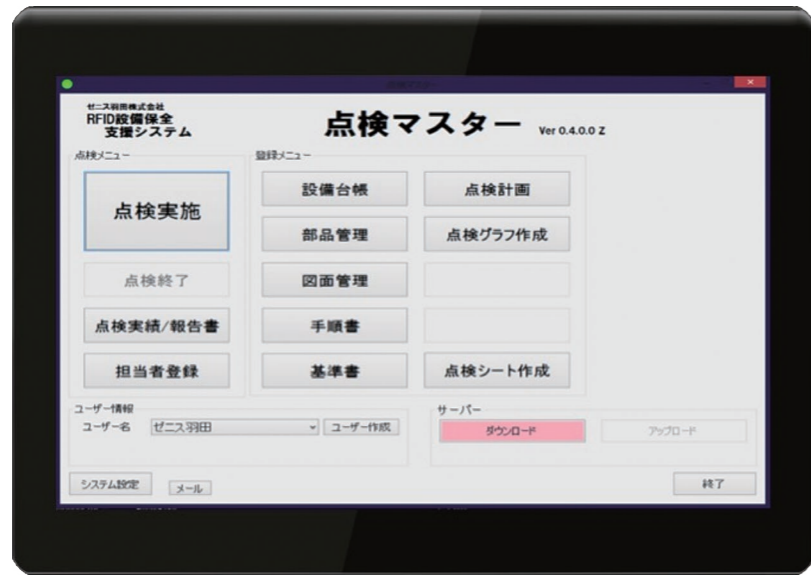 ゼニス羽田株式会社
RFID設備保全
支援システム
点検マスター Ver 0.4.0.0 Z
点検メニュー
点検実施
点検終了
点検実績/報告書
担当者登録
登録メニュー
設備台帳 点検計画
部品管理 点検グラフ作成
図面管理
手順書
基準書 点検シート作成
ユーザー情報
ユーザー名 ゼニス羽田 ユーザー作成
サーバー
ダウンロード アップロード
システム設定 メール 終了